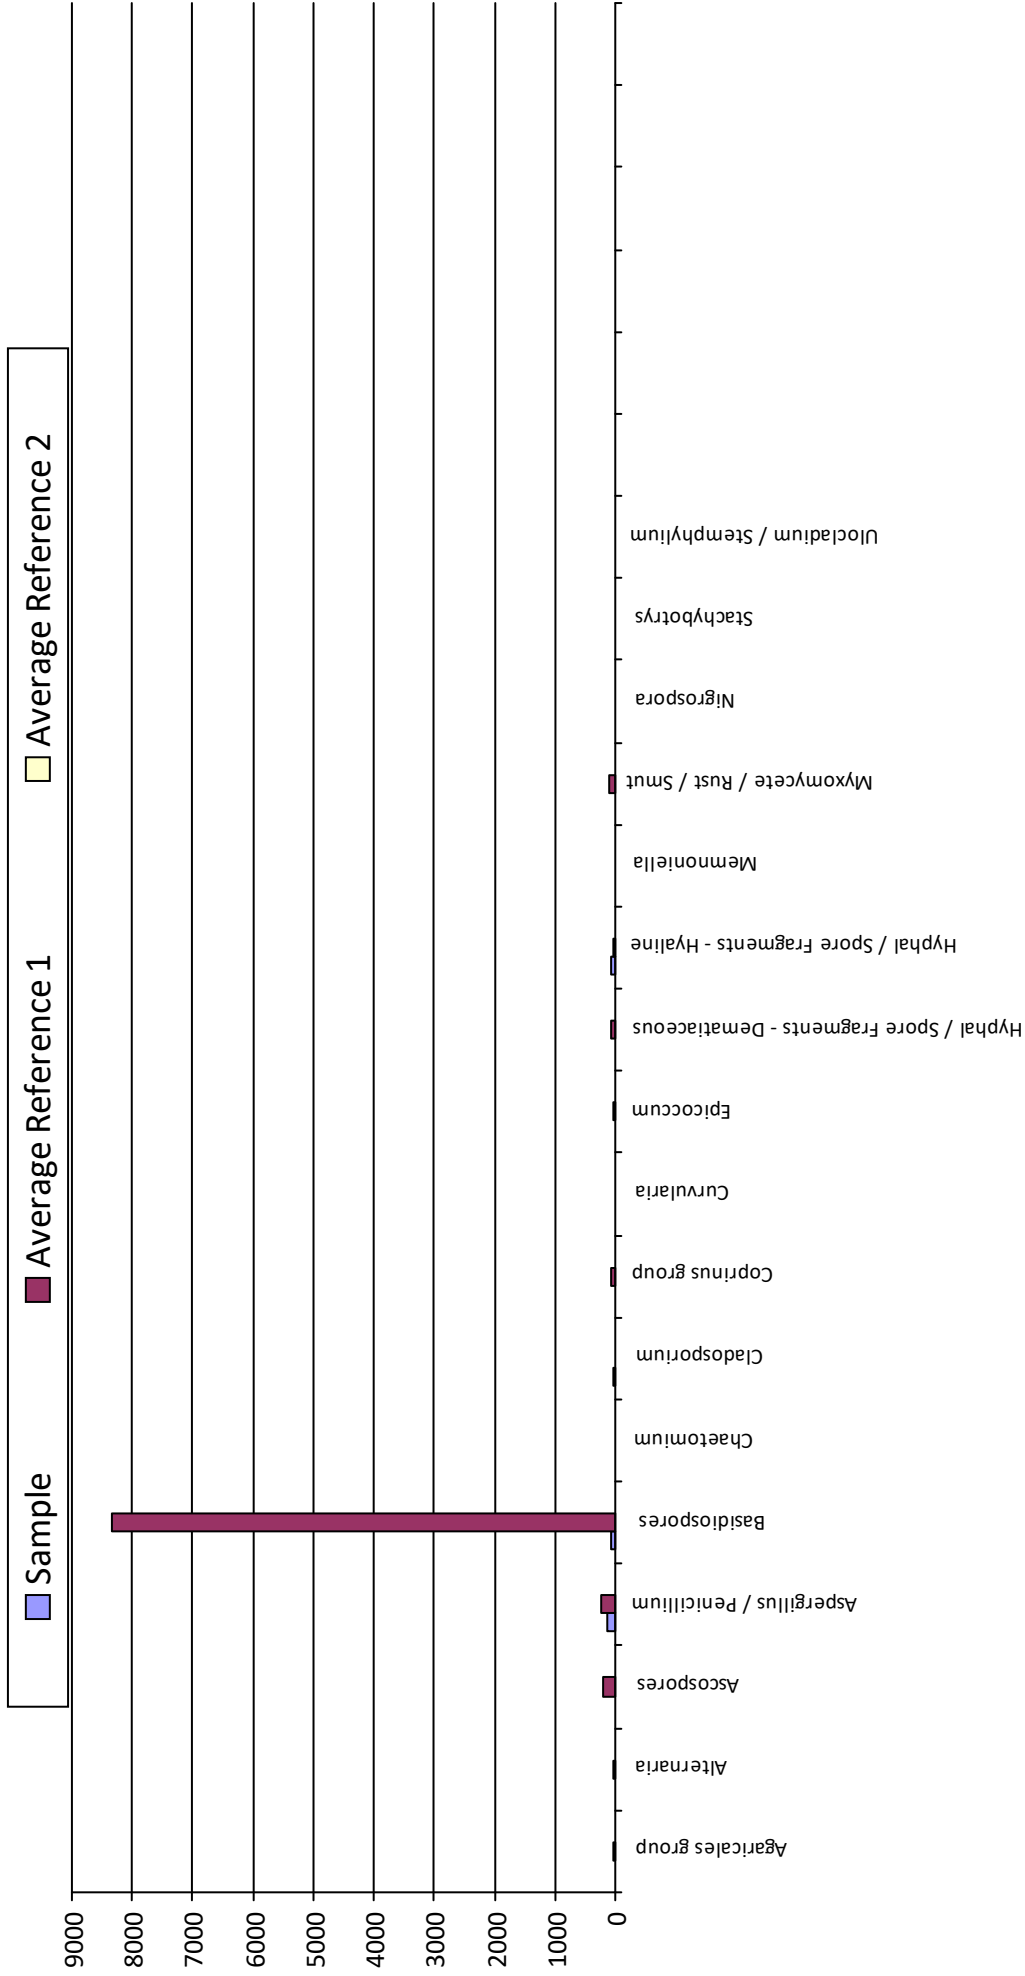 Sample
Average Reference 1
Average Reference 2
9000
8000
7000
6000
5000
4000
3000
2000
1000
0
Agaricales group
Alternaria
Ascospores
Aspergillus / Penicillium
Basidiospores
Chaetomium
Cladosporium
Coprinus group
Curvularia
Epicoccum
Hyphal / Spore Fragments - Dematiaceous
Hyphal / Spore Fragments - Hyaline
Memnoniella
Myxomycete / Rust / Smut
Nigrospora
Stachybotrys
Ulocladium / Stemphylium